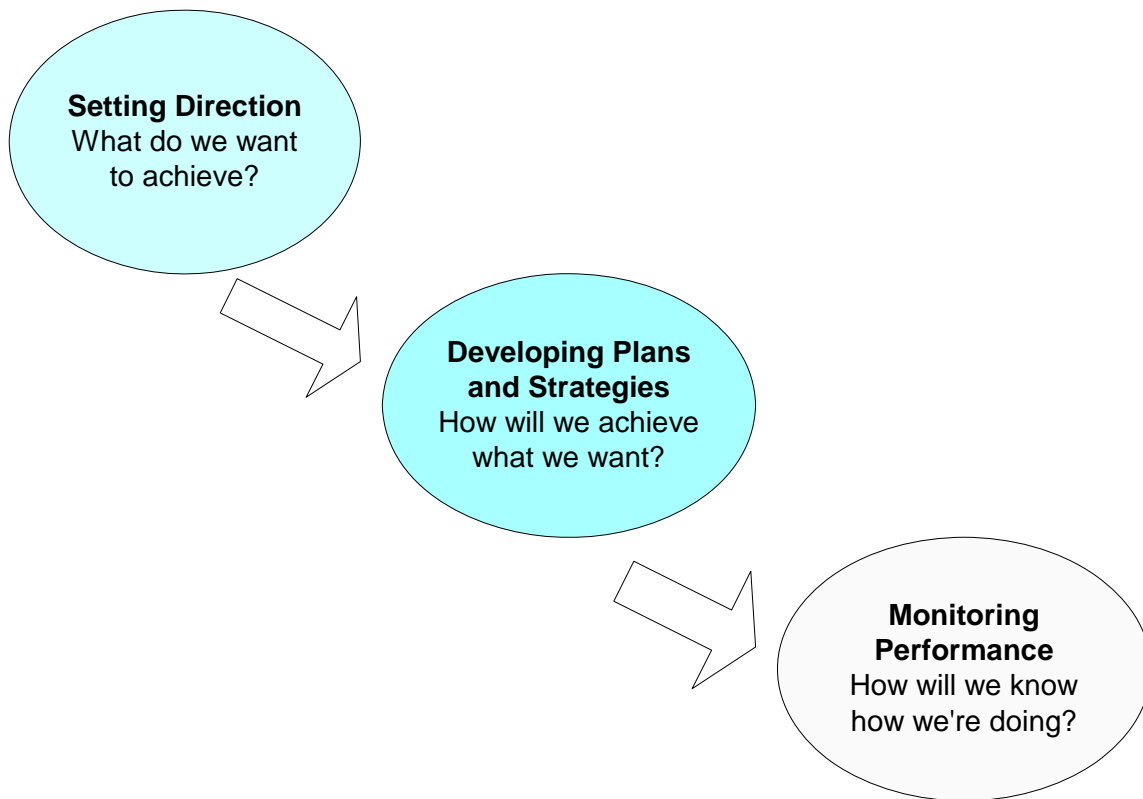 Setting Direction
What do we want
to achieve?
Developing Plans
and Strategies
How will we achieve
what we want?
Monitoring
Performance
How will we know
how we're doing?